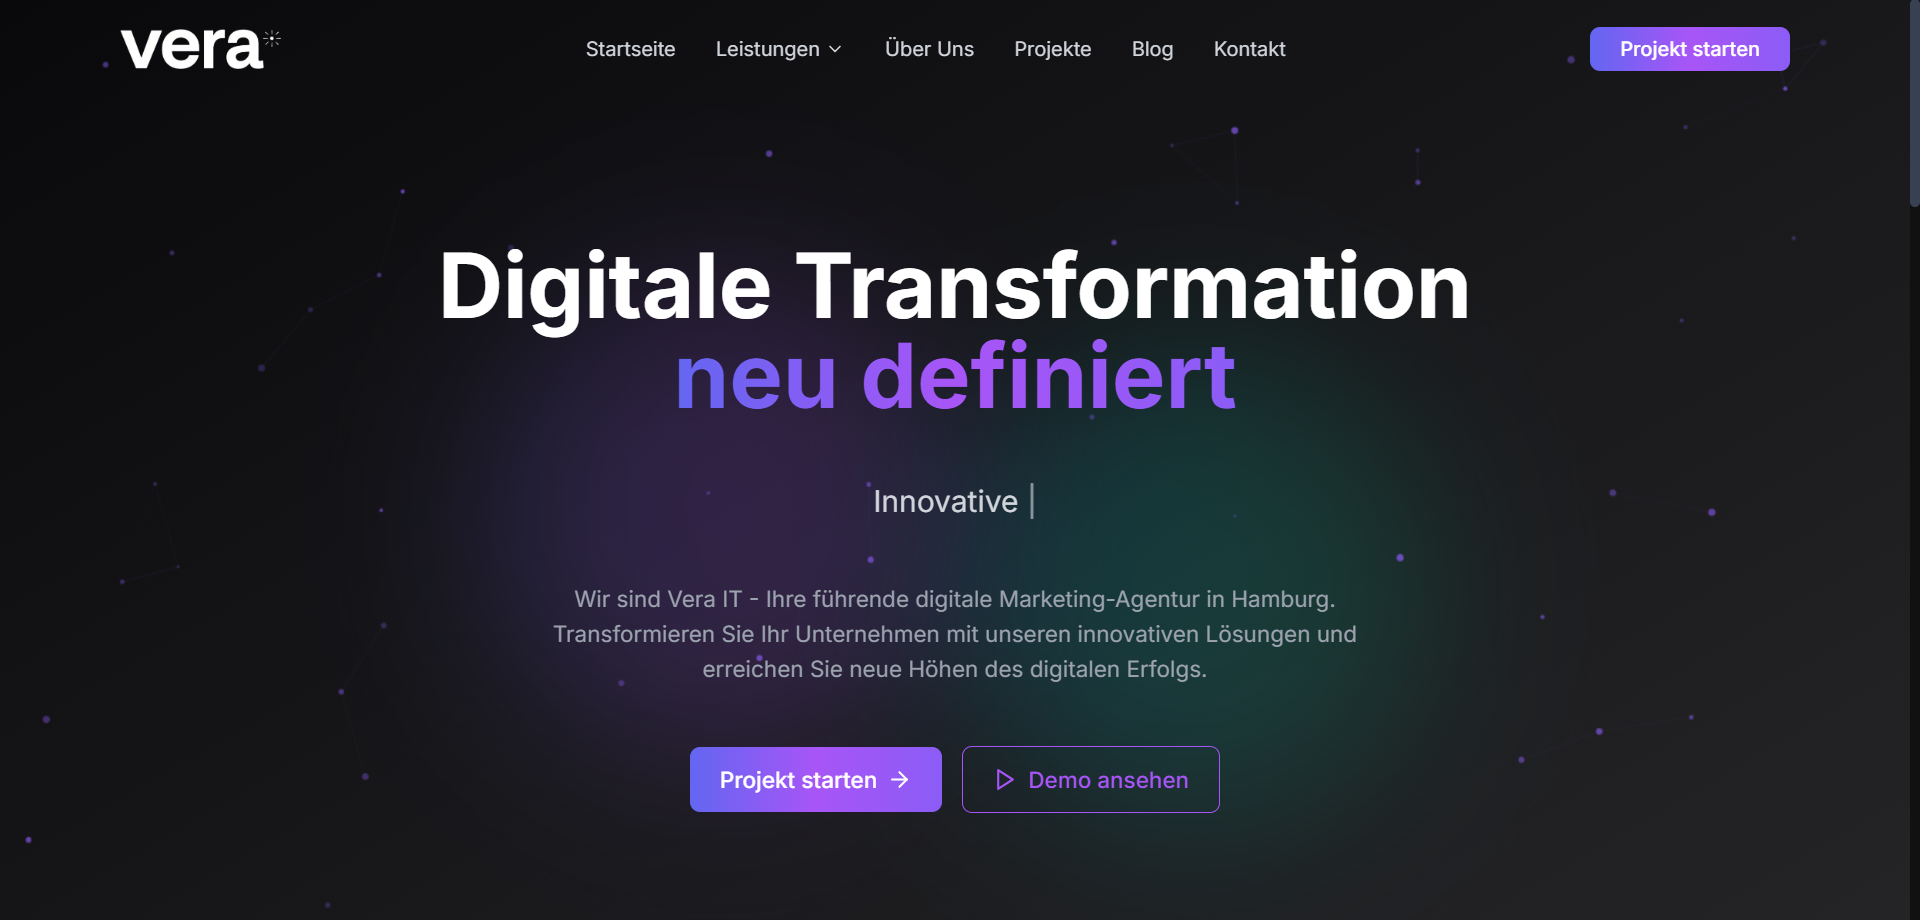 vera
Startseite Leistungen Über Uns Projekte Blog Kontakt
Projekt starten
Digitale Transformation
neu definiert
Innovative |
Wir sind Vera IT - Ihre führende digitale Marketing-Agentur in Hamburg.
Transformieren Sie Ihr Unternehmen mit unseren innovativen Lösungen und
erreichen Sie neue Höhen des digitalen Erfolgs.
Projekt starten →
Demo ansehen